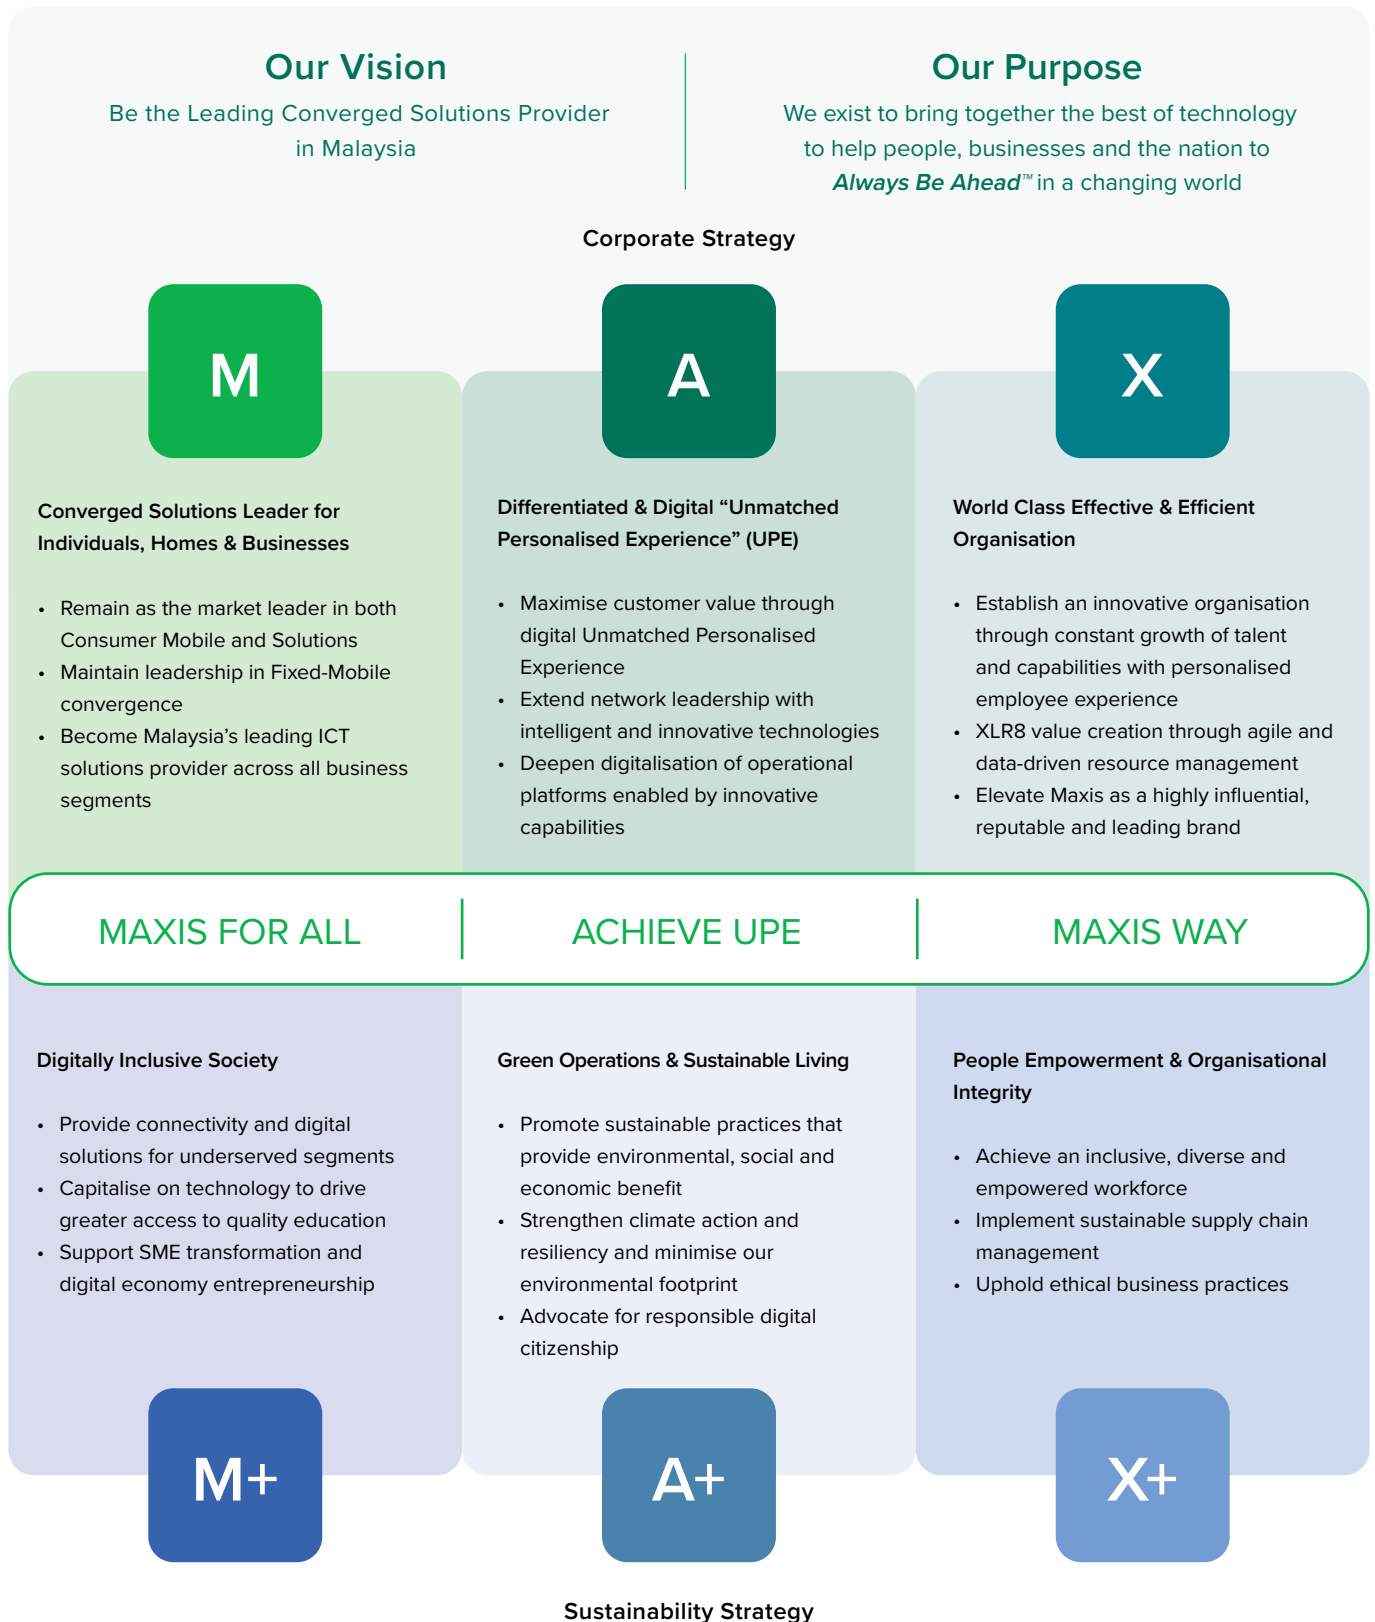 Our Vision
Be the Leading Converged Solutions Provider
in Malaysia
Our Purpose
We exist to bring together the best of technology
to help people, businesses and the nation to
Always Be Ahead™ in a changing world
Corporate Strategy
M
Converged Solutions Leader for
Individuals, Homes & Businesses
• Remain as the market leader in both
Consumer Mobile and Solutions
• Maintain leadership in Fixed-Mobile
convergence
• Become Malaysia’s leading ICT
solutions provider across all business
segments
A
Differentiated & Digital “Unmatched
Personalised Experience” (UPE)
• Maximise customer value through
digital Unmatched Personalised
Experience
• Extend network leadership with
intelligent and innovative technologies
• Deepen digitalisation of operational
platforms enabled by innovative
capabilities
X
World Class Effective & Efficient
Organisation
• Establish an innovative organisation
through constant growth of talent
and capabilities with personalised
employee experience
• XLR8 value creation through agile and
data-driven resource management
• Elevate Maxis as a highly influential,
reputable and leading brand
MAXIS FOR ALL
ACHIEVE UPE
MAXIS WAY
Digitally Inclusive Society
• Provide connectivity and digital
solutions for underserved segments
• Capitalise on technology to drive
greater access to quality education
• Support SME transformation and
digital economy entrepreneurship
M+
Green Operations & Sustainable Living
• Promote sustainable practices that
provide environmental, social and
economic benefit
• Strengthen climate action and
resiliency and minimise our
environmental footprint
• Advocate for responsible digital
citizenship
A+
People Empowerment & Organisational
Integrity
• Achieve an inclusive, diverse and
empowered workforce
• Implement sustainable supply chain
management
• Uphold ethical business practices
X+
Sustainability Strategy